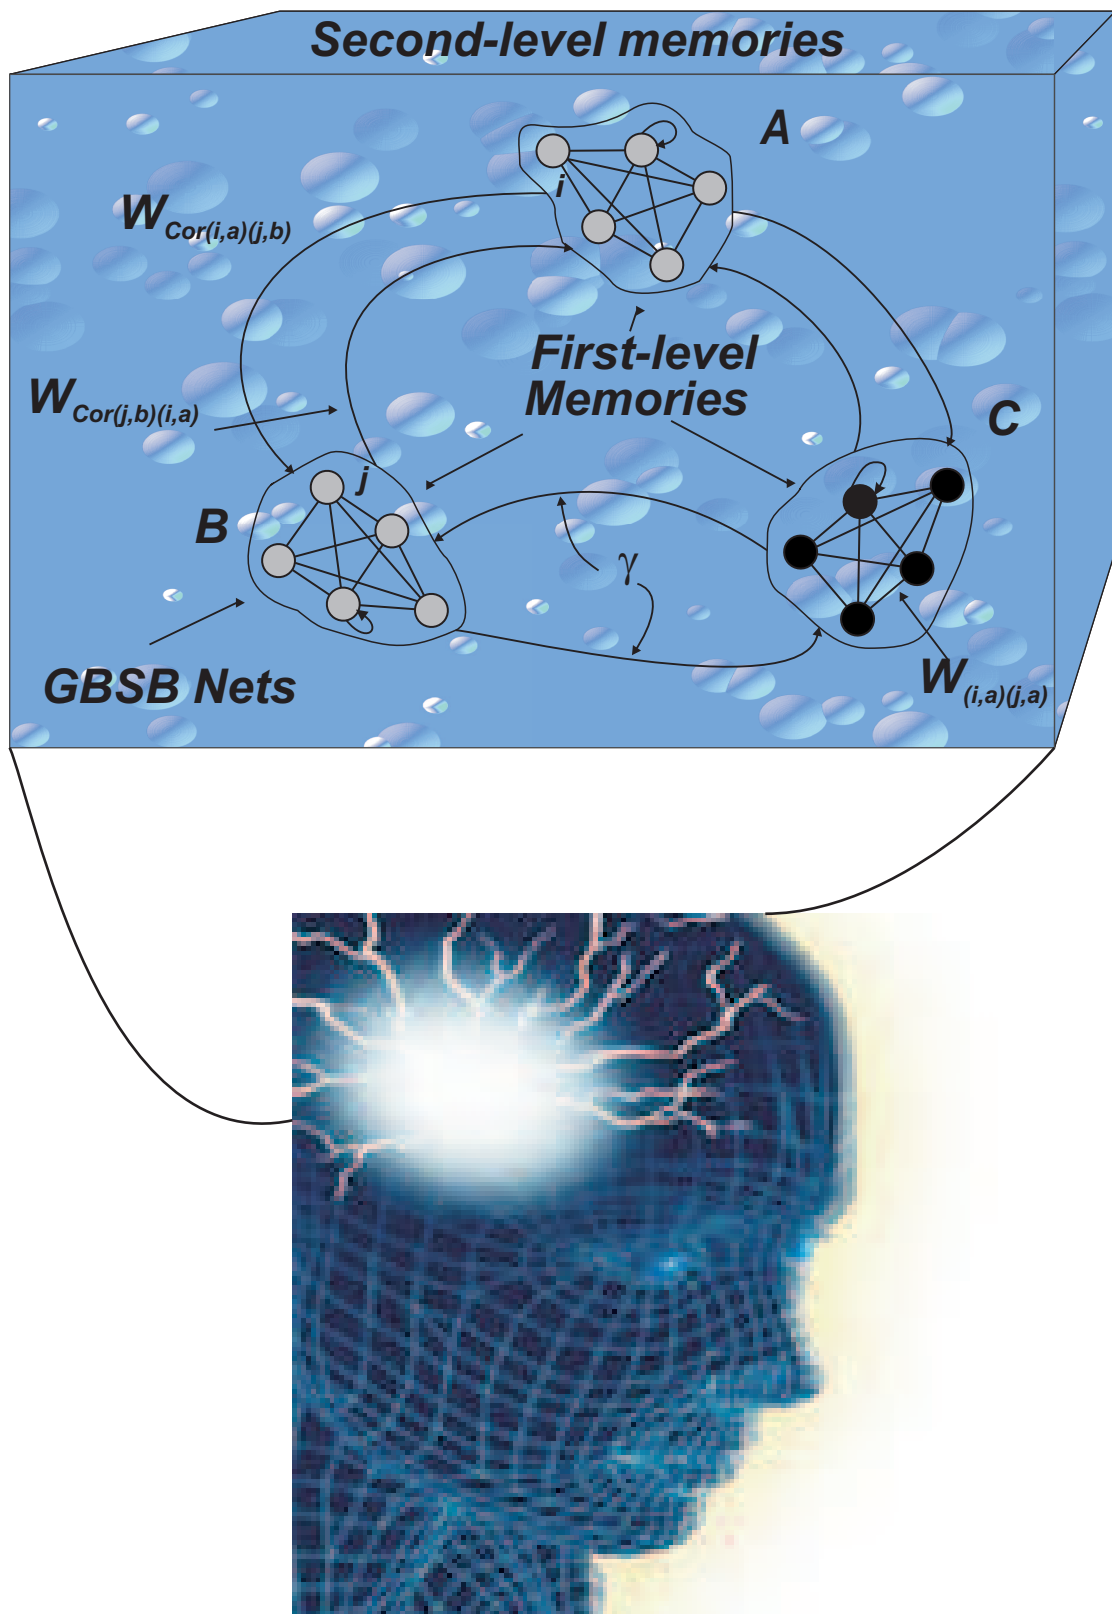 Second-level memories
A
i
W Cor(i,a)(j,b)
First-level
Memories
W Cor(j,b)(i,a)
C
j
B
γ
GBSB Nets
W (i,a)(j,a)